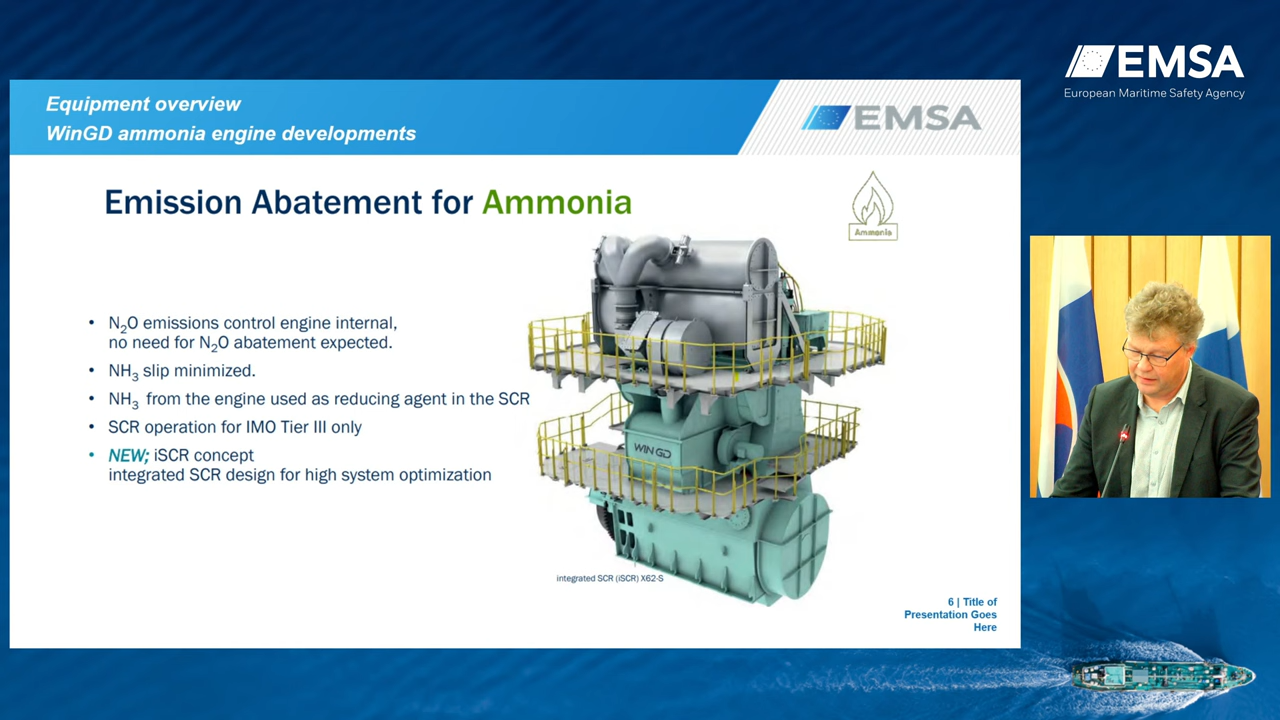 EMSA
European Maritime Safety Agency
Equipment overview
WinGD ammonia engine developments
EMSA
Emission Abatement for Ammonia
Ammonia
• N₂O emissions control engine internal,
no need for N₂O abatement expected.
• NH₃ slip minimized.
• NH₃ from the engine used as reducing agent in the SCR
• SCR operation for IMO Tier III only
• NEW; iSCR concept
integrated SCR design for high system optimization
WIN GD
integrated SCR (iSCR) X62-S
6 | Title of
Presentation Goes
Here